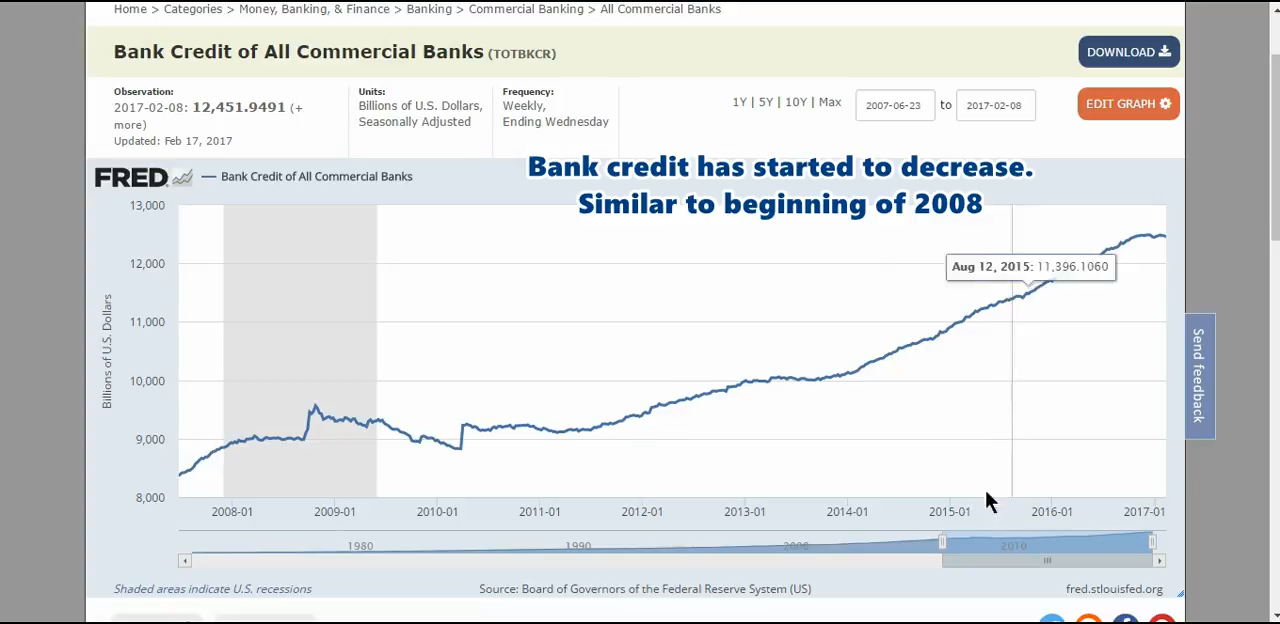 Home > Categories > Money, Banking, & Finance > Banking > Commercial Banking > All Commercial Banks
Bank Credit of All Commercial Banks (TOTBKCR)
DOWNLOAD
Observation:
2017-02-08: 12,451.9491 (+
more)
Updated: Feb 17, 2017
Units:
Billions of U.S. Dollars,
Seasonally Adjusted
Frequency:
Weekly,
Ending Wednesday
1Y | 5Y | 10Y | Max
2007-06-23 to 2017-02-08
EDIT GRAPH
Bank credit has started to decrease.
Similar to beginning of 2008
FRED
Bank Credit of All Commercial Banks
13,000
12,000
11,000
10,000
9,000
8,000
Billions of U.S. Dollars
Aug 12, 2015: 11,396.1060
2008-01 2009-01 2010-01 2011-01 2012-01 2013-01 2014-01 2015-01 2016-01 2017-01
1980 1990 2000 2010
Shaded areas indicate U.S. recessions
Source: Board of Governors of the Federal Reserve System (US)
fred.stlouisfed.org
Send feedback